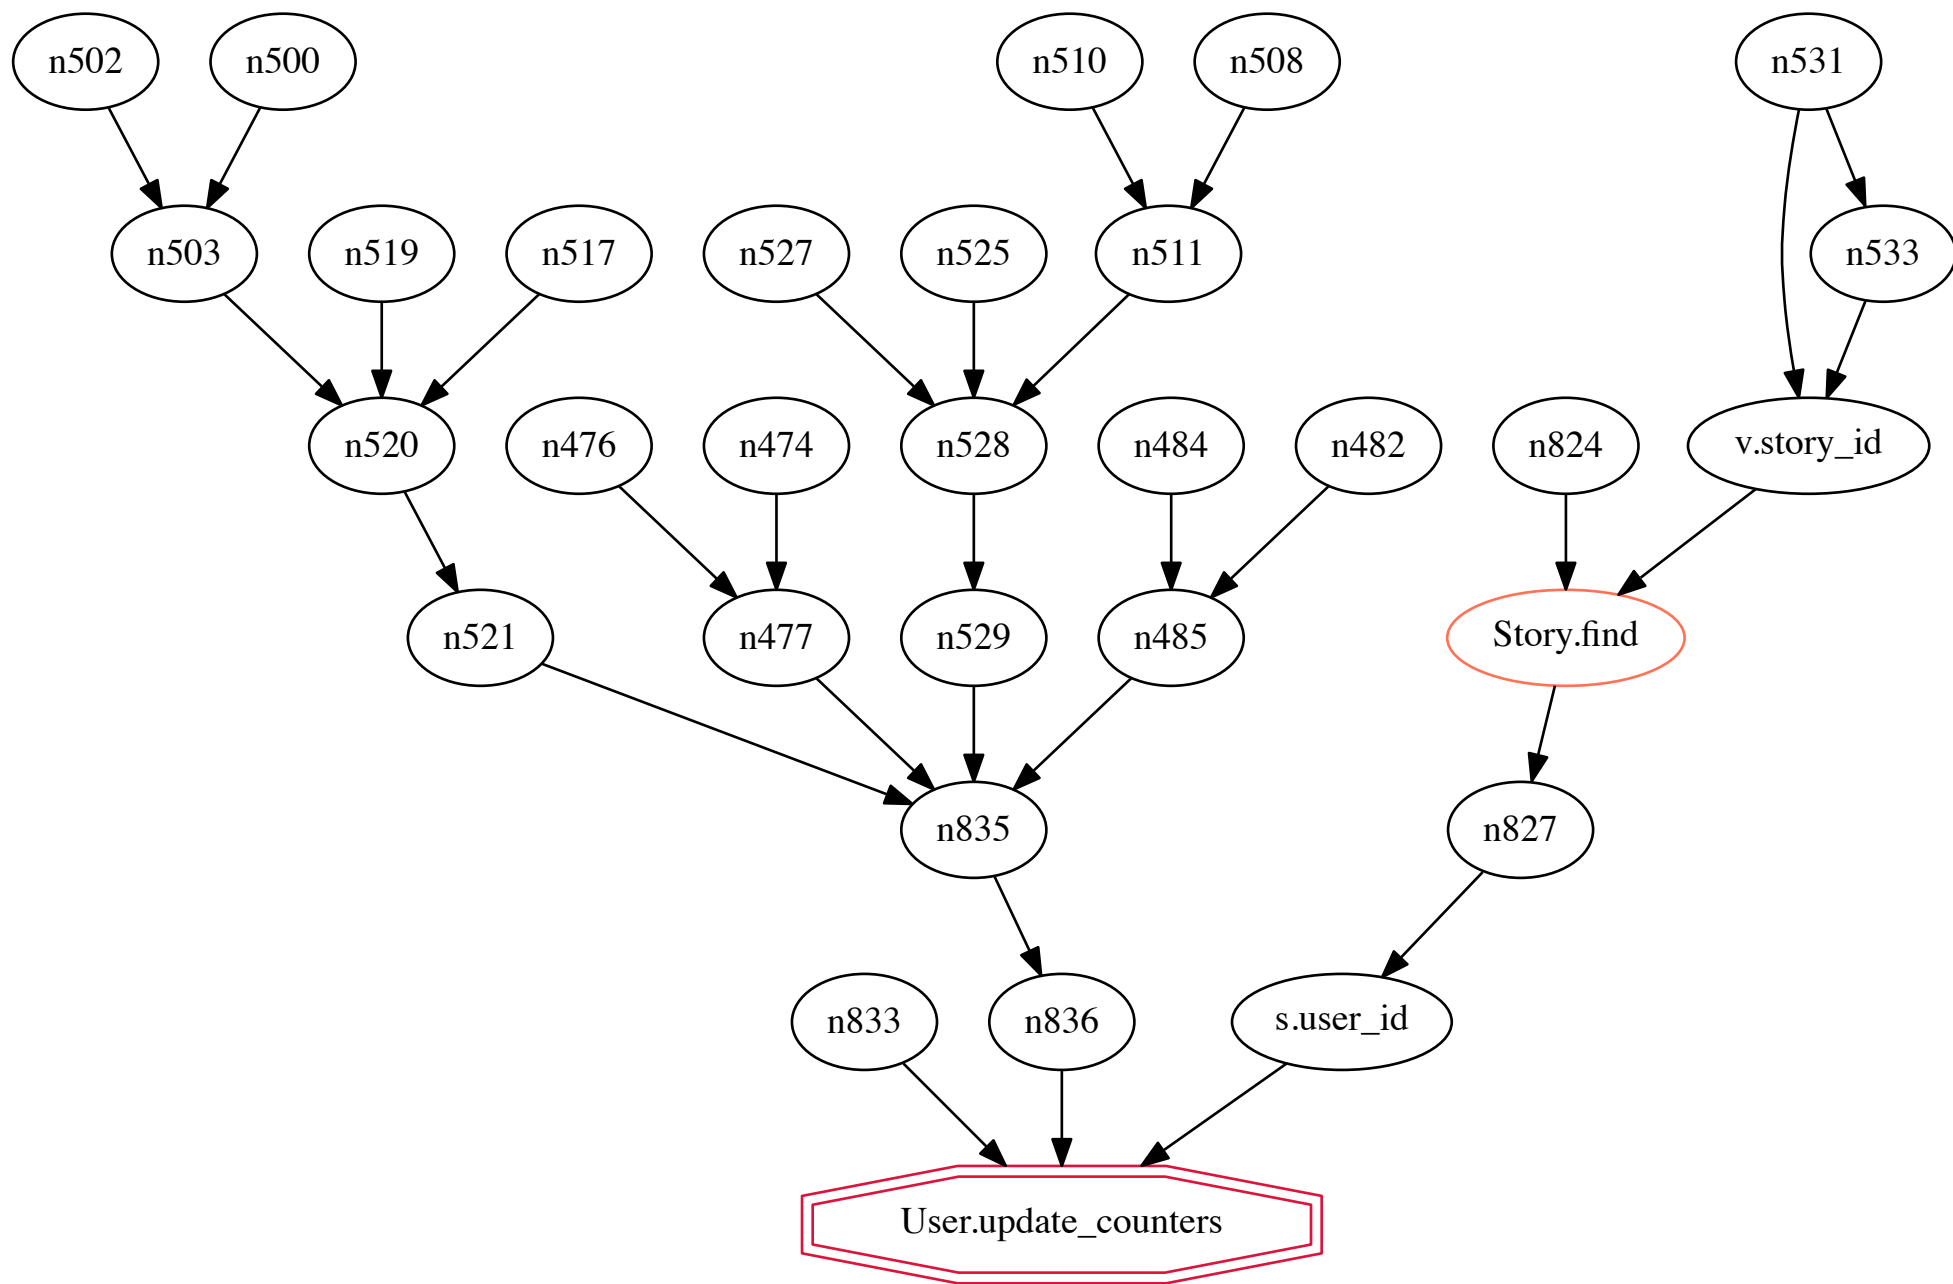 n502
n500
n510
n508
n531
n503
n519
n517
n527
n525
n511
n533
n520
n476
n474
n528
n484
n482
n824
v.story_id
n521
n477
n529
n485
Story.find
n835
n827
n833
n836
s.user_id
User.update_counters